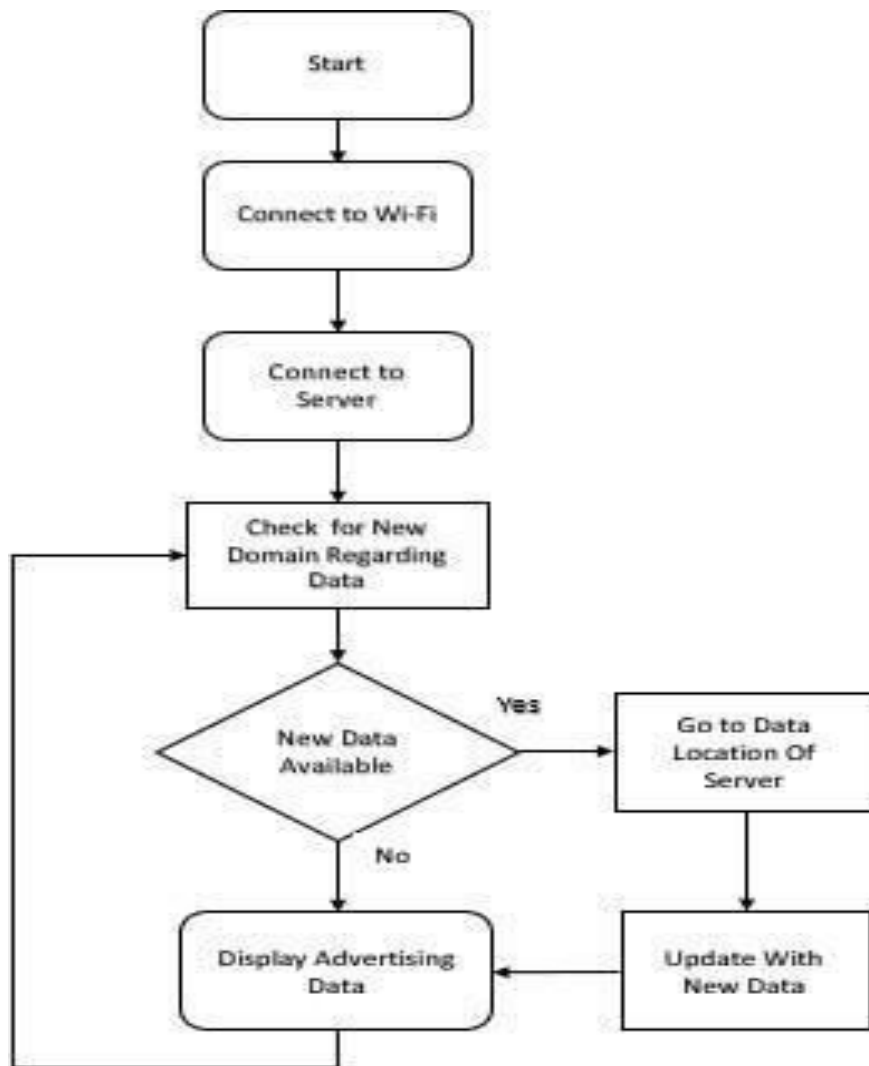 Start
Connect to Wi-Fi
Connect to
Server
Check for New
Domain Regarding
Data
New Data
Available
Yes
Go to Data
Location Of
Server
No
Display Advertising
Data
Update With
New Data